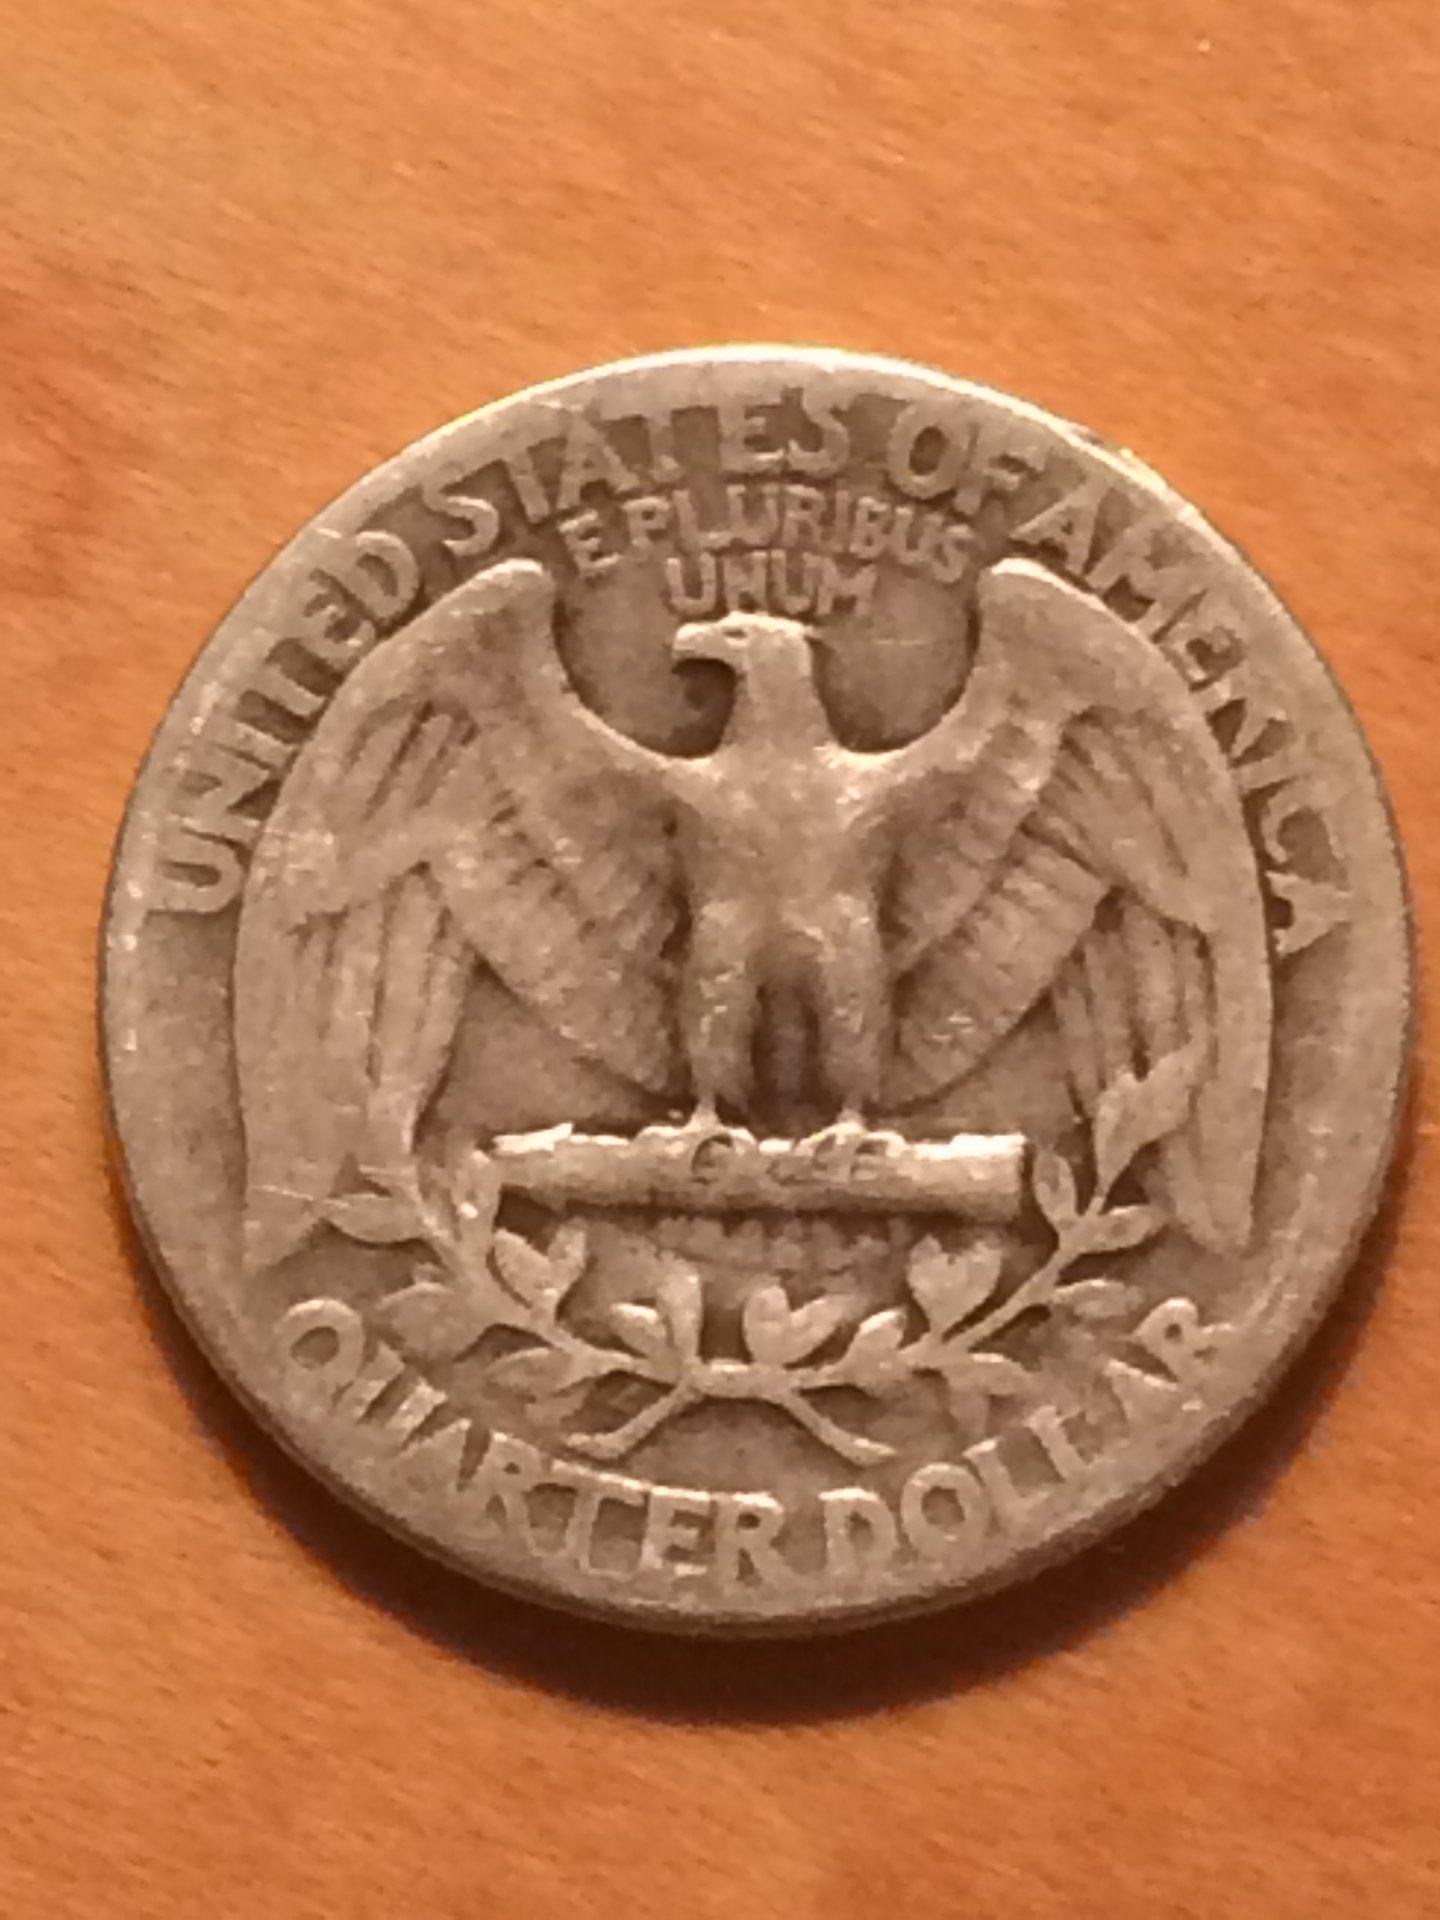 UNITED STATES OF AMERICA
E PLURIBUS
UNUM
QUARTER DOLLAR